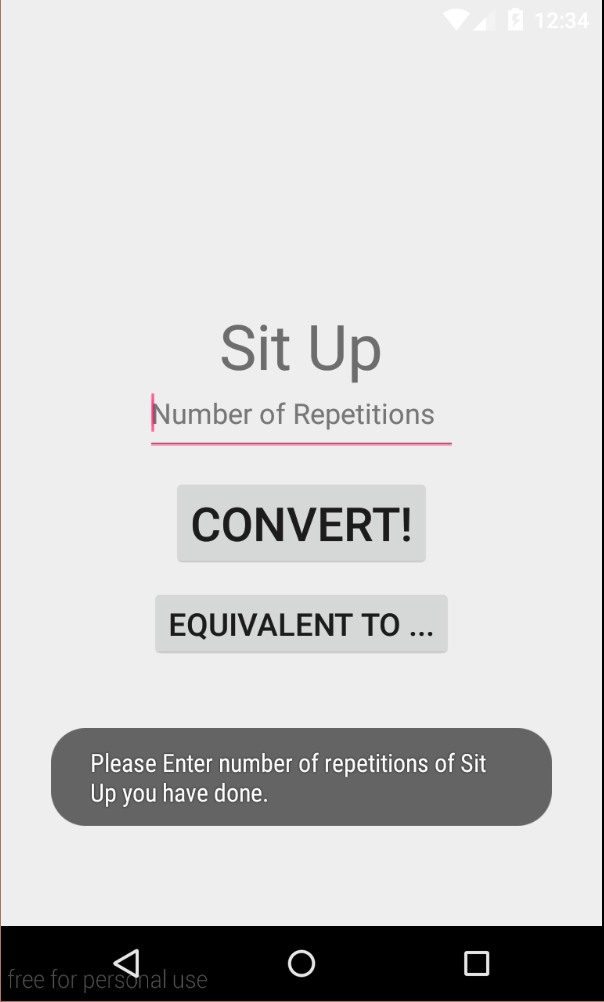 12:34
Sit Up
Number of Repetitions
CONVERT!
EQUIVALENT TO ...
Please Enter number of repetitions of Sit
Up you have done.
free for personal use